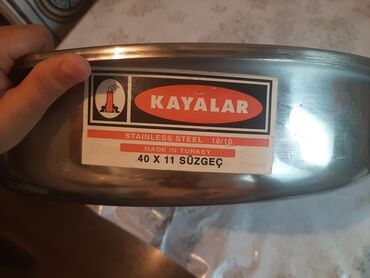 KAYALAR
STAINLESS STEEL 18/10
MADE IN TURKEY
40 X 11 SÜZGEÇ